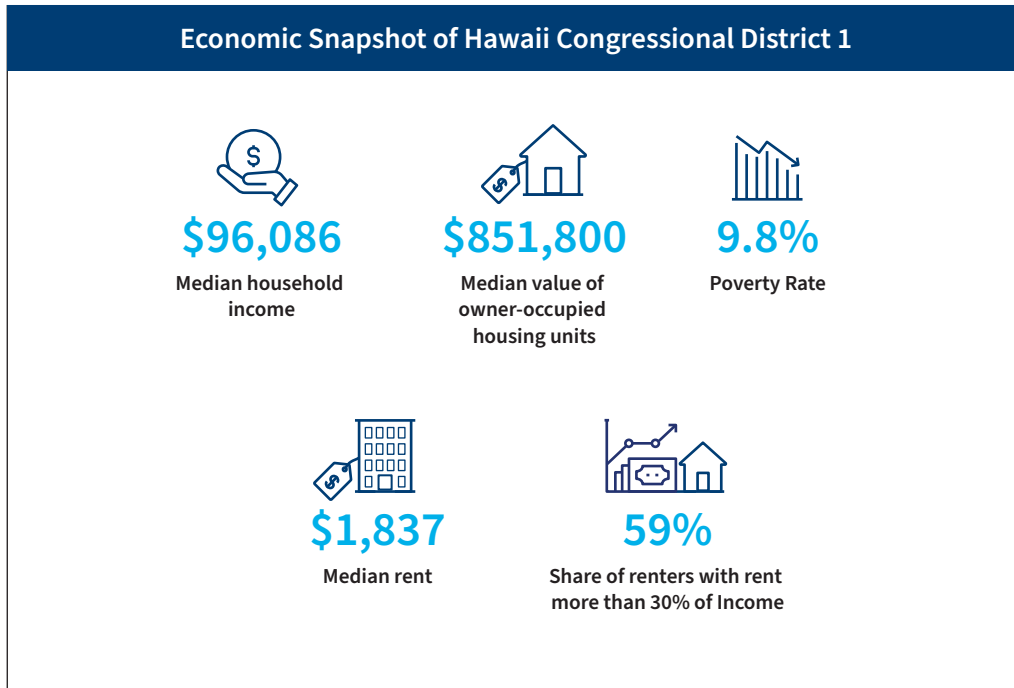 Economic Snapshot of Hawaii Congressional District 1
$
$96,086
Median household
income
$
$851,800
Median value of
owner-occupied
housing units
9.8%
Poverty Rate
$
$1,837
Median rent
59%
Share of renters with rent
more than 30% of Income